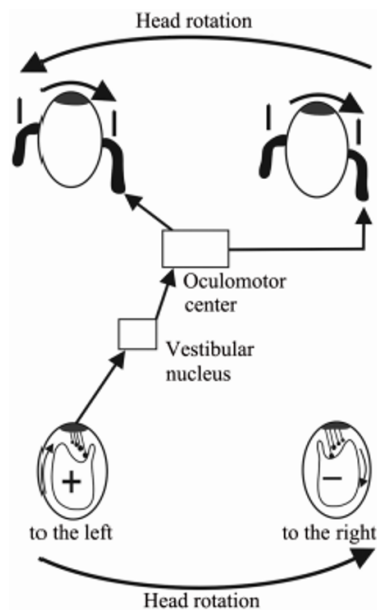 Head rotation
Oculomotor
center
Vestibular
nucleus
+
−
to the left
to the right
Head rotation